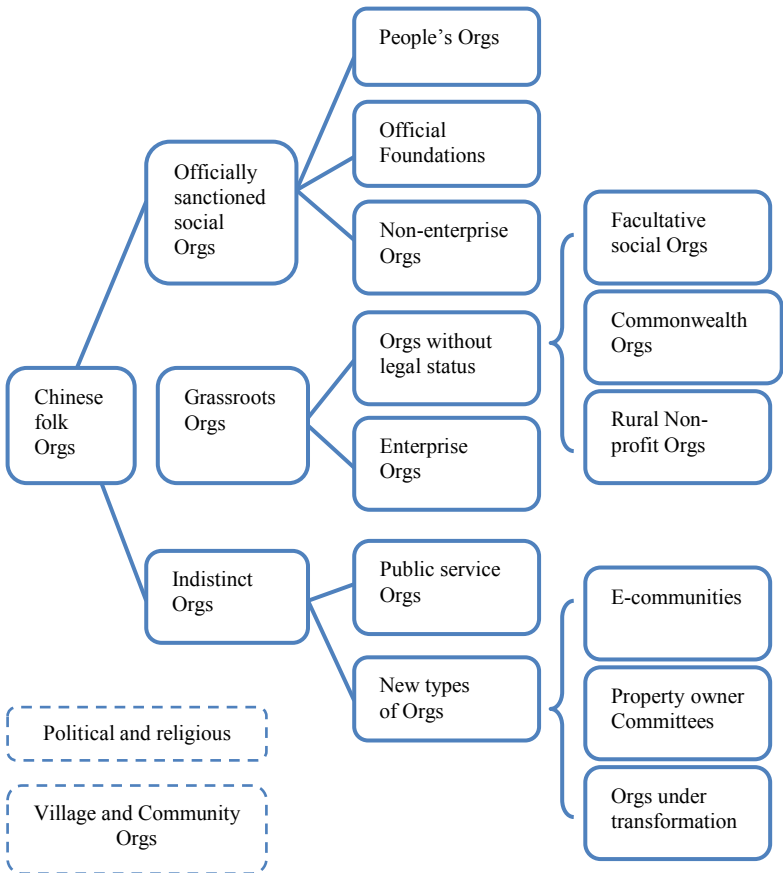 People’s Orgs
Official
Foundations
Officially
sanctioned
social
Orgs
Non-enterprise
Orgs
Facultative
social Orgs
Orgs without
legal status
Commonwealth
Orgs
Chinese
folk
Orgs
Grassroots
Orgs
Enterprise
Orgs
Rural Non-
profit Orgs
Indistinct
Orgs
Public service
Orgs
E-communities
New types
of Orgs
Property owner
Committees
Political and religious
Village and Community
Orgs
Orgs under
transformation